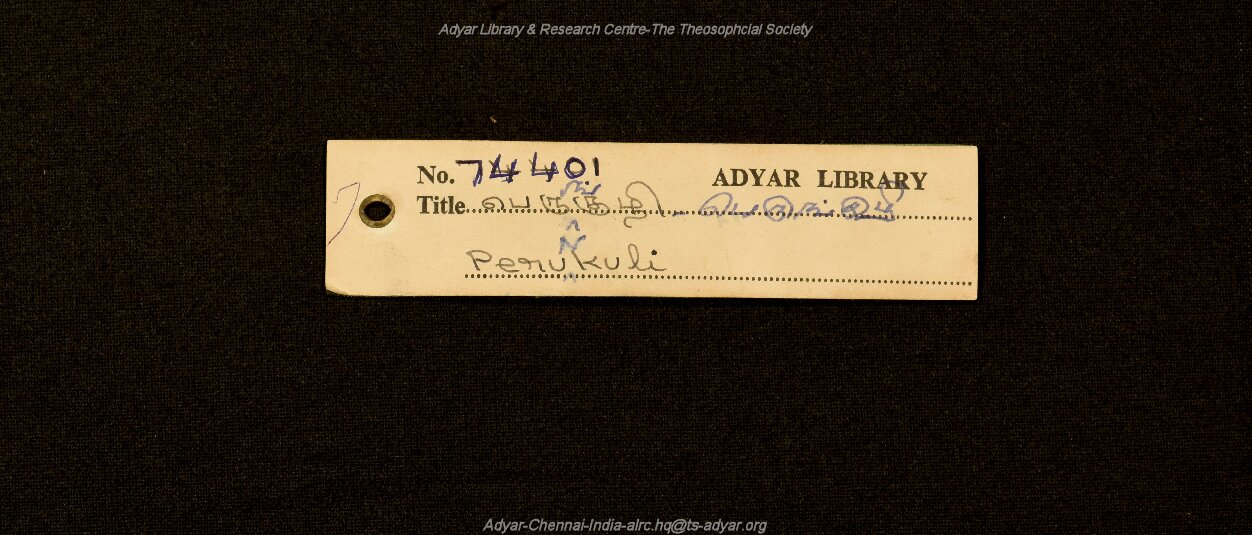 Adyar Library & Research Centre-The Theosophcial Society
No. 74401 ADYAR LIBRARY
Title பெருங்குழி - பெருங்குழி
PeruNkuli
Adyar-Chennai-India-alrc.hq@ts-adyar.org